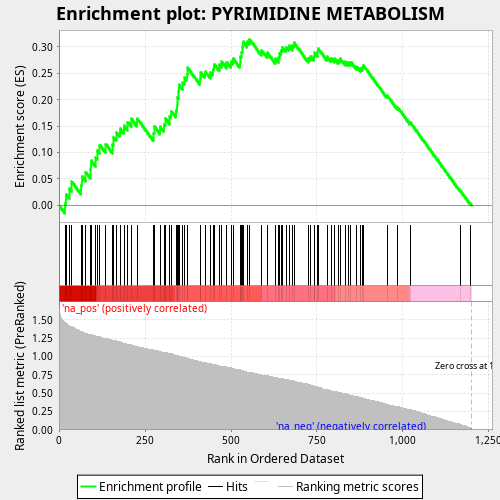 Enrichment plot: PYRIMIDINE METABOLISM
Enrichment score (ES)
0.30
0.25
0.20
0.15
0.10
0.05
0.00
'na_pos' (positively correlated)
Ranked list metric (PreRanked)
1.50
1.25
1.00
0.75
0.50
0.25
0.00
Zero cross at 1
'na_neg' (negatively correlated)
0 250 500 750 1,000 1,250
Rank in Ordered Dataset
Enrichment profile Hits Ranking metric scores